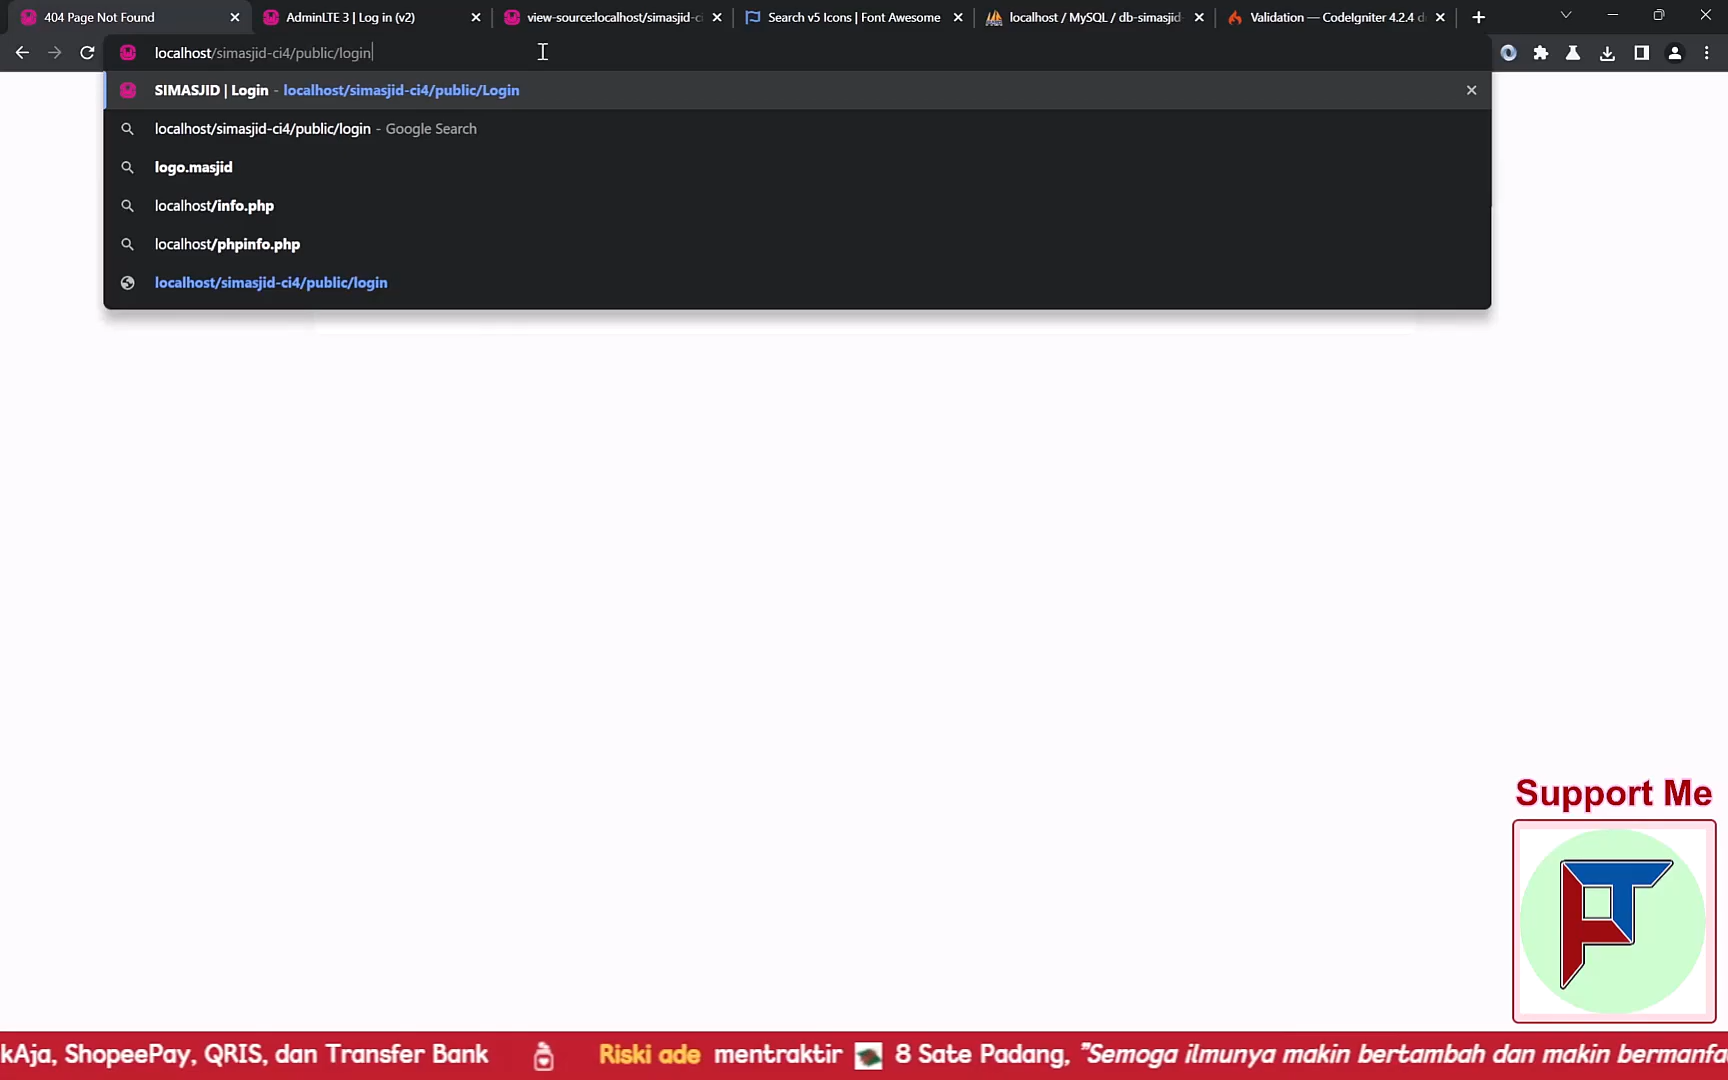 404 Page Not Found
AdminLTE 3 | Log in (v2)
view-source:localhost/simasjid-ci
Search v5 Icons | Font Awesome
localhost / MySQL / db-simasjid-
Validation — CodeIgniter 4.2.4 d
localhost/simasjid-ci4/public/login
SIMASJID | Login - localhost/simasjid-ci4/public/Login
localhost/simasjid-ci4/public/login - Google Search
logo.masjid
localhost/info.php
localhost/phpinfo.php
localhost/simasjid-ci4/public/login
Support Me
PT
kAja, ShopeePay, QRIS, dan Transfer Bank Riski ade mentraktir 8 Sate Padang, "Semoga ilmunya makin bertambah dan makin bermanfa